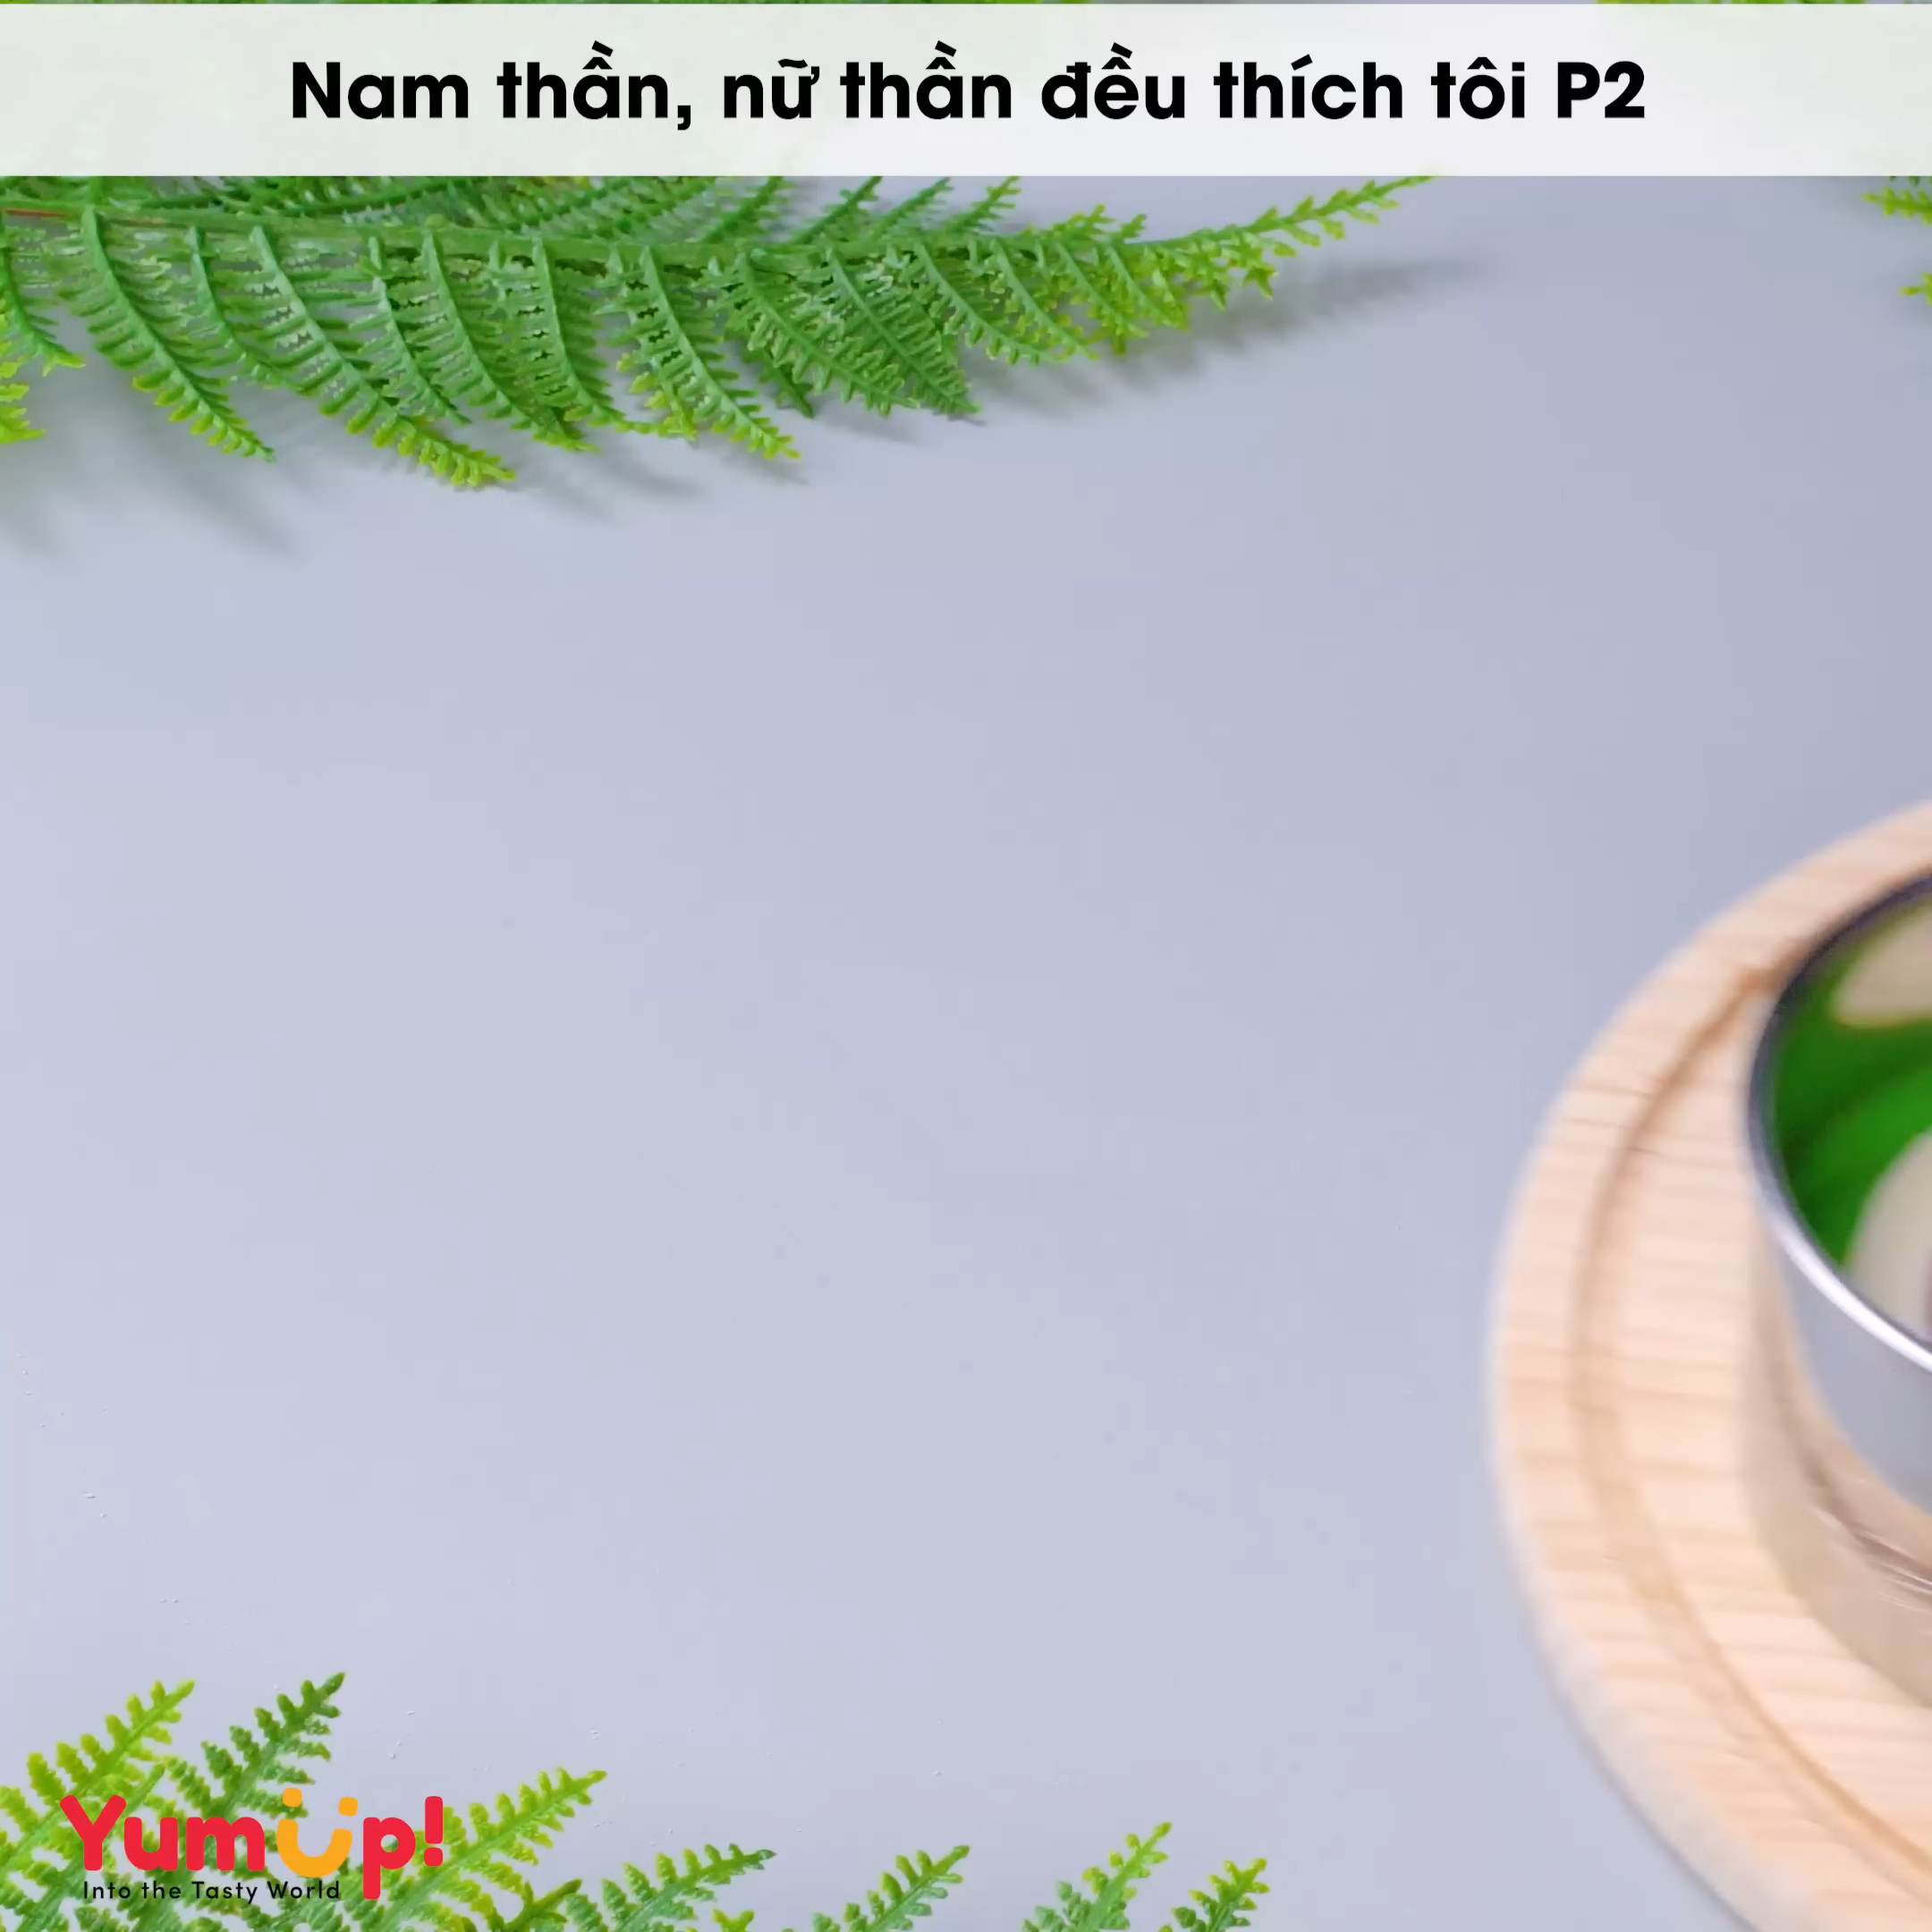 Nam thần, nữ thần đều thích tôi P2
YumUp!
Into the Tasty World